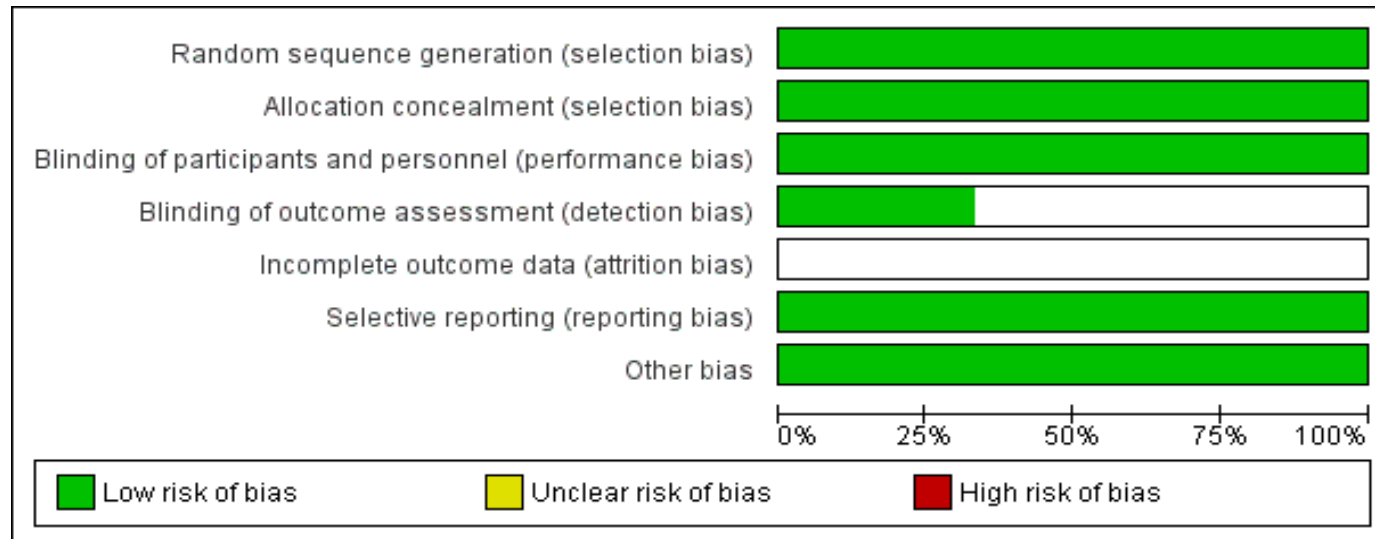 Random sequence generation (selection bias)
Allocation concealment (selection bias)
Blinding of participants and personnel (performance bias)
Blinding of outcome assessment (detection bias)
Incomplete outcome data (attrition bias)
Selective reporting (reporting bias)
Other bias
0% 25% 50% 75% 100%
Low risk of bias Unclear risk of bias High risk of bias